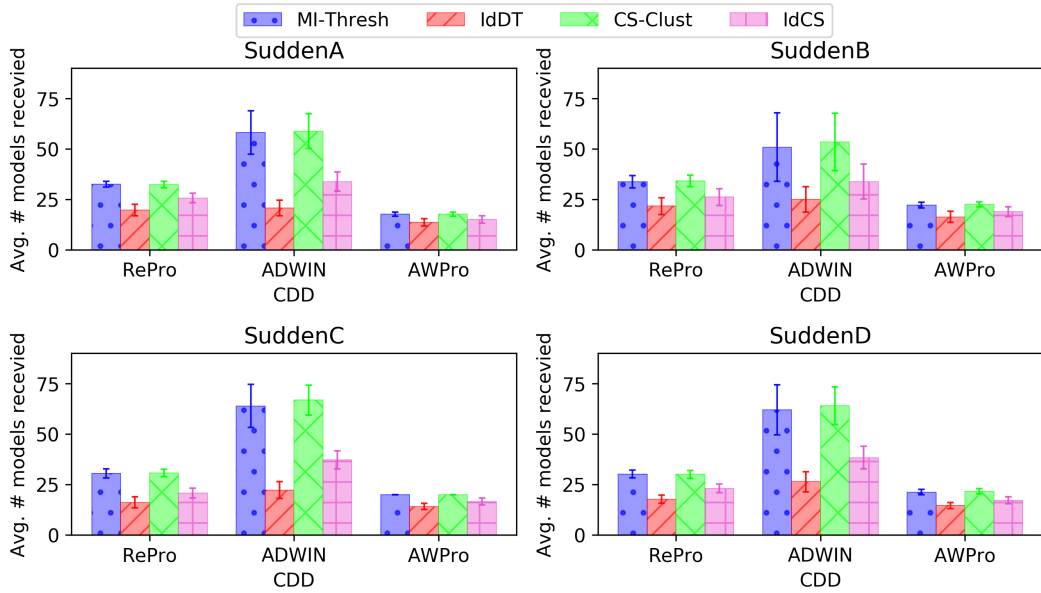 MI-Thresh IdDT CS-Clust IdCS
SuddenA
Avg. # models recevied
75
50
25
0
RePro ADWIN AWPro
CDD
SuddenB
Avg. # models recevied
75
50
25
0
RePro ADWIN AWPro
CDD
SuddenC
Avg. # models recevied
75
50
25
0
RePro ADWIN AWPro
CDD
SuddenD
Avg. # models recevied
75
50
25
0
RePro ADWIN AWPro
CDD